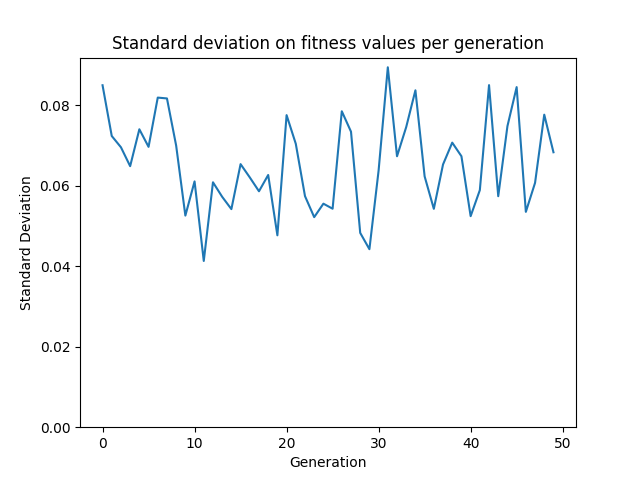 Standard deviation on fitness values per generation
0.08
0.06
0.04
0.02
0.00
Standard Deviation
0 10 20 30 40 50
Generation